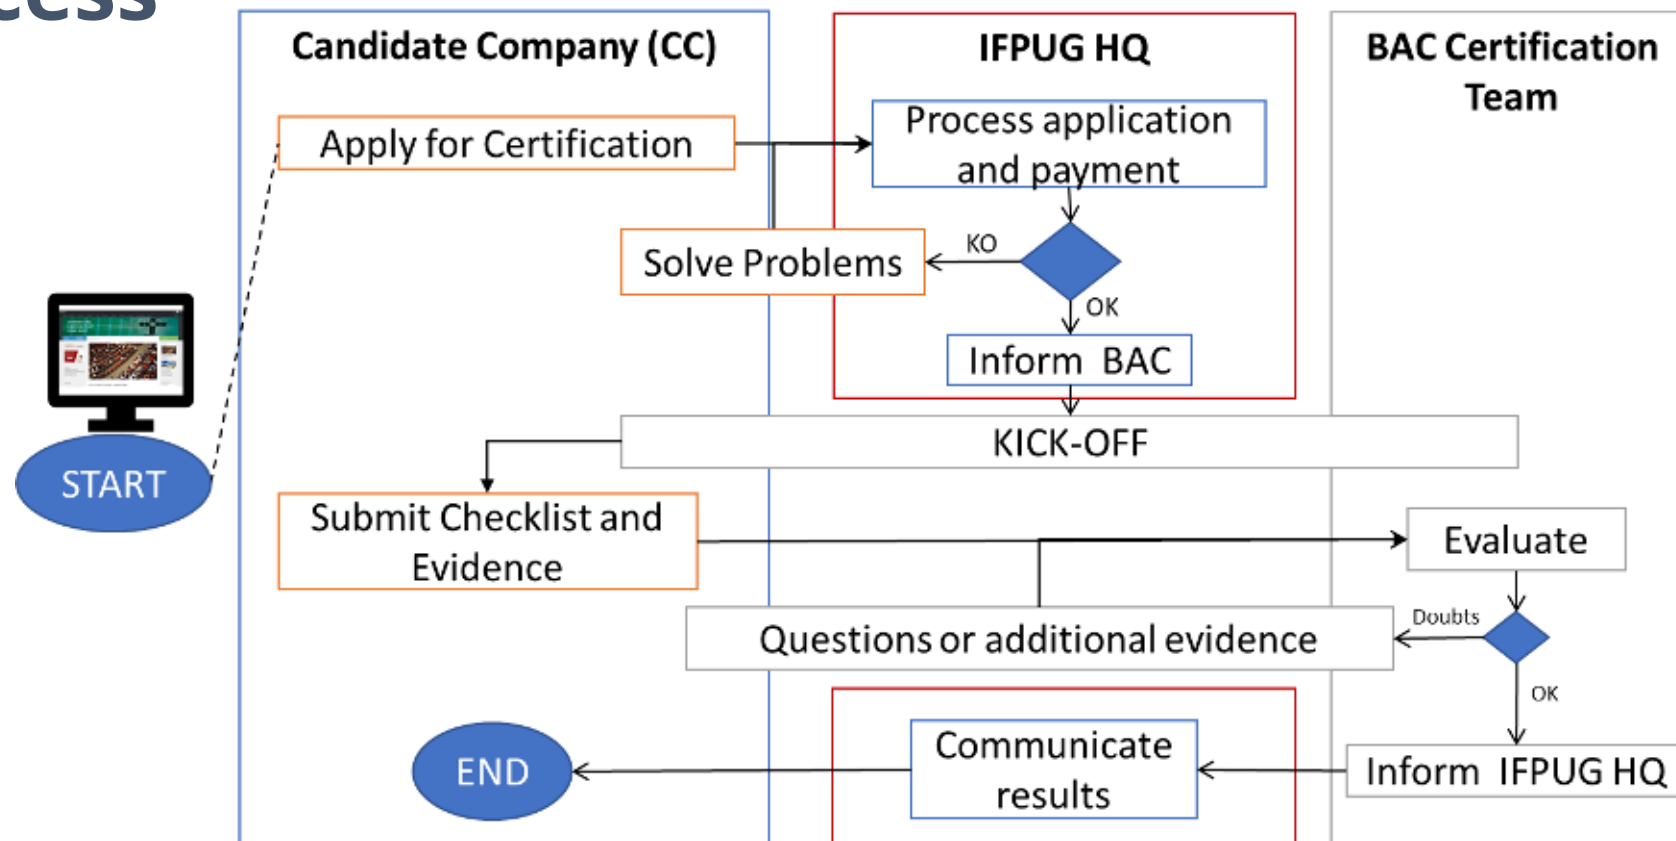 Candidate Company (CC)
IFPUG HQ
BAC Certification
Team
Apply for Certification
Process application
and payment
Solve Problems
KO
OK
Inform BAC
KICK-OFF
START
Submit Checklist and
Evidence
Evaluate
Doubts
Questions or additional evidence
OK
Communicate
results
Inform IFPUG HQ
END